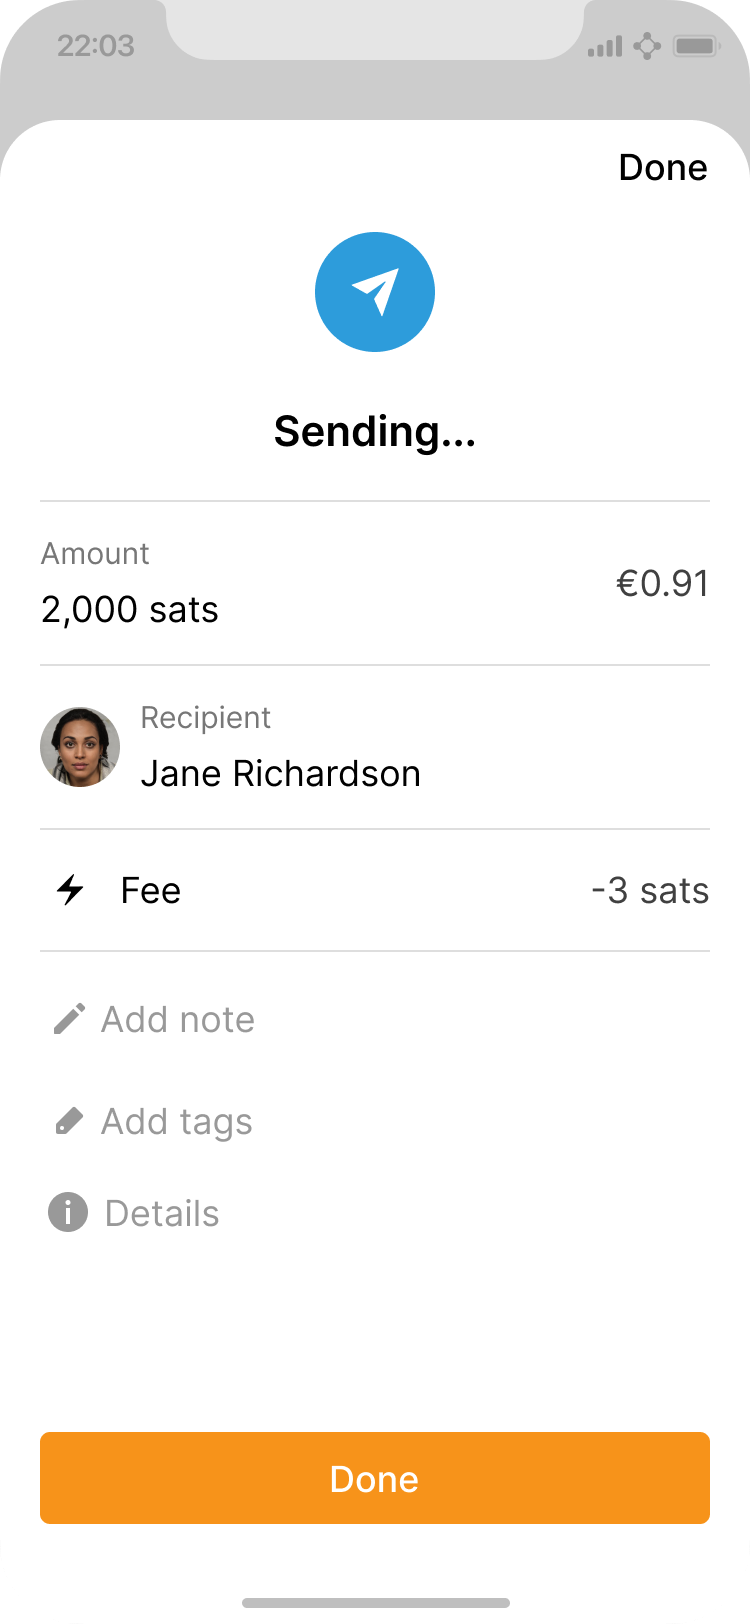 22:03
Done
Sending...
Amount
2,000 sats
€0.91
Recipient
Jane Richardson
Fee
-3 sats
Add note
Add tags
Details
Done